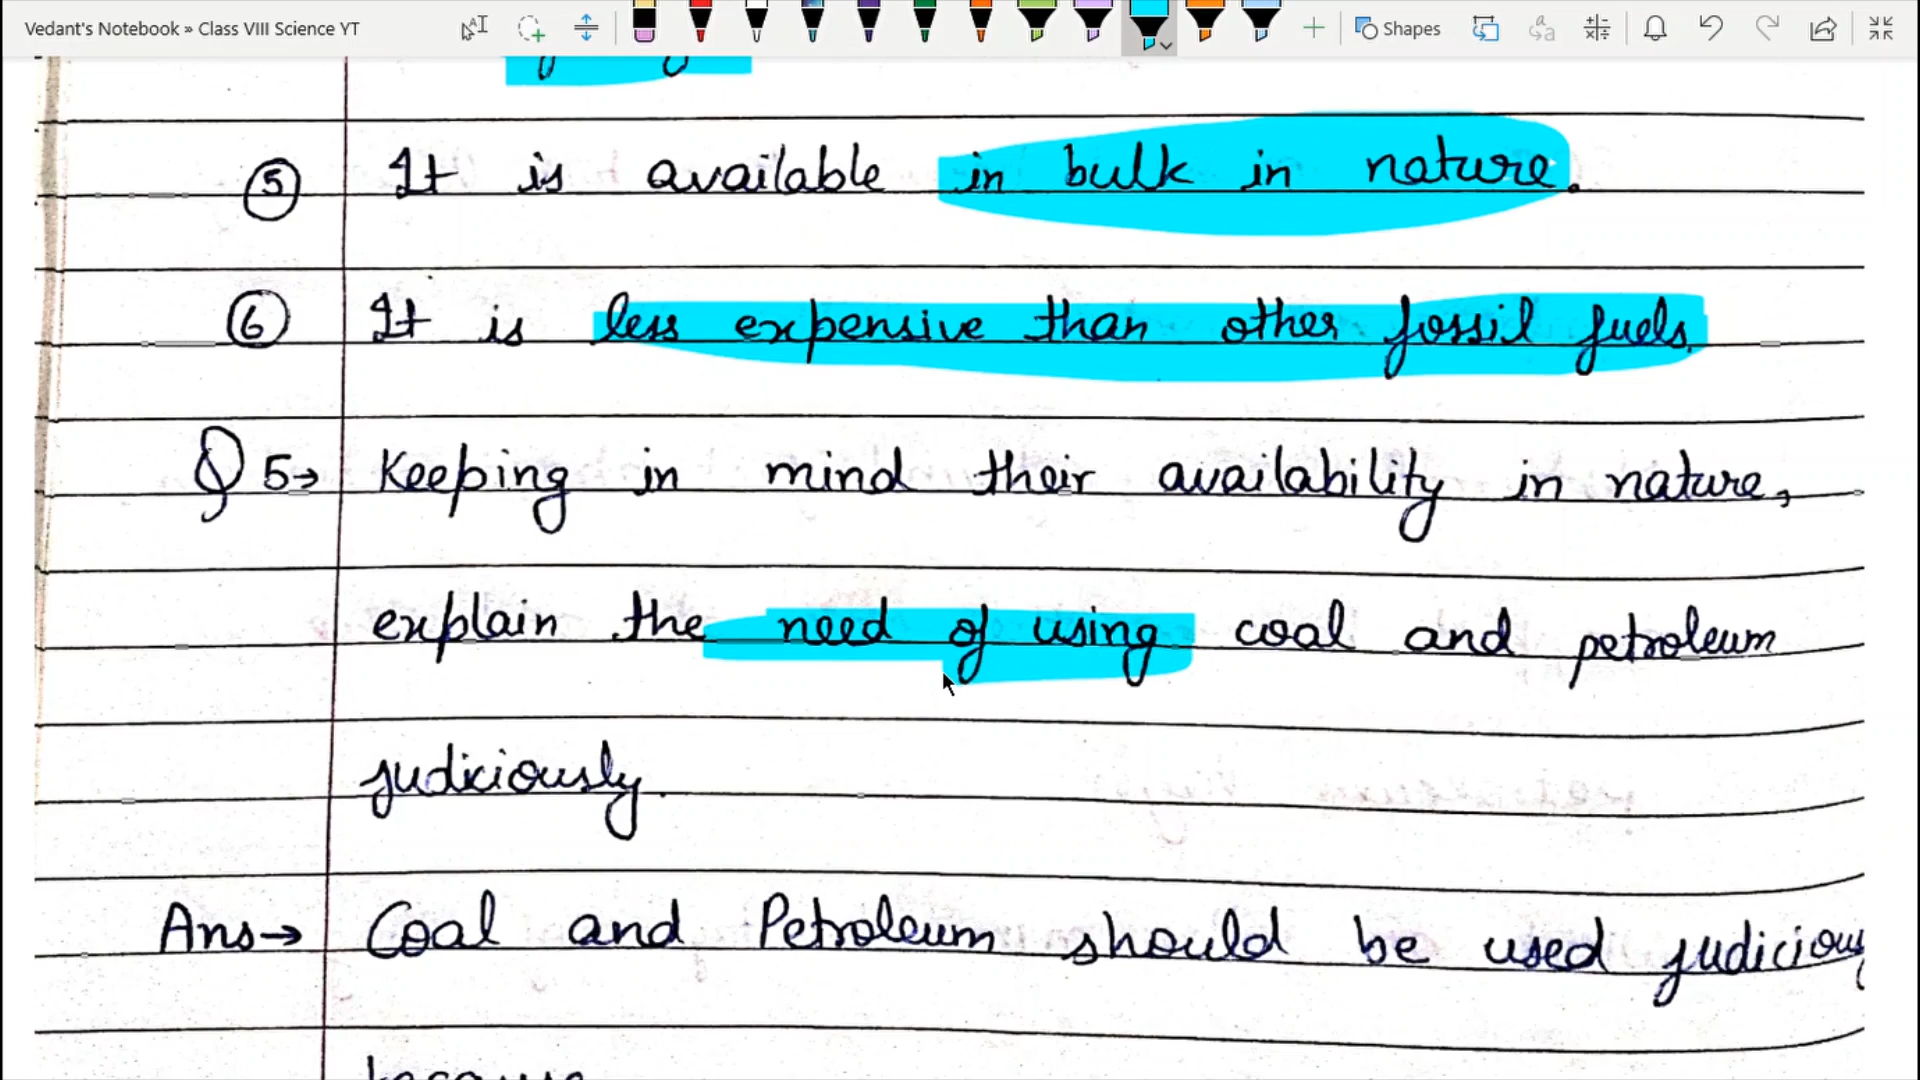 Vedant's Notebook » Class VIII Science YT
Shapes
5 It is available in bulk in nature.
6 It is less expensive than other fossil fuels.
Q 5→ Keeping in mind their availability in nature,
explain the need of using coal and petroleum
judiciously.
Ans→ Coal and Petroleum should be used judicious
because